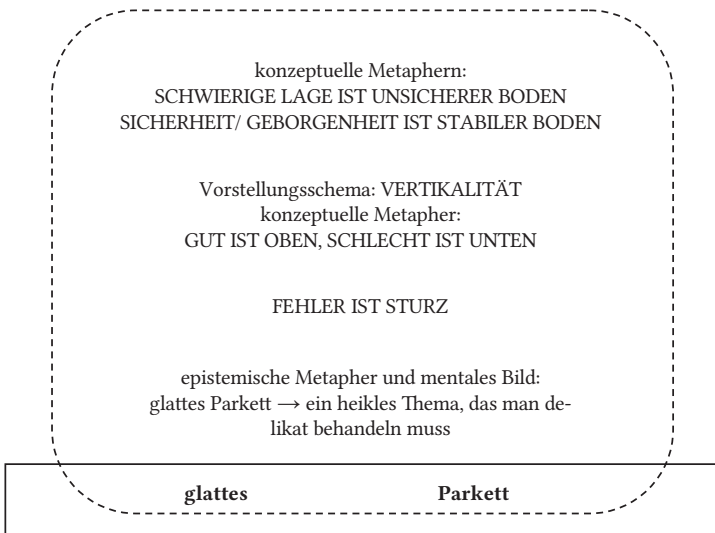 konzeptuelle Metaphern:
SCHWIERIGE LAGE IST UNSICHERER BODEN
SICHERHEIT/ GEBORGENHEIT IST STABILER BODEN
Vorstellungsschema: VERTIKALITÄT
konzeptuelle Metapher:
GUT IST OBEN, SCHLECHT IST UNTEN
FEHLER IST STURZ
epistemische Metapher und mentales Bild:
glattes Parkett → ein heikles Thema, das man de-
likat behandeln muss
glattes Parkett